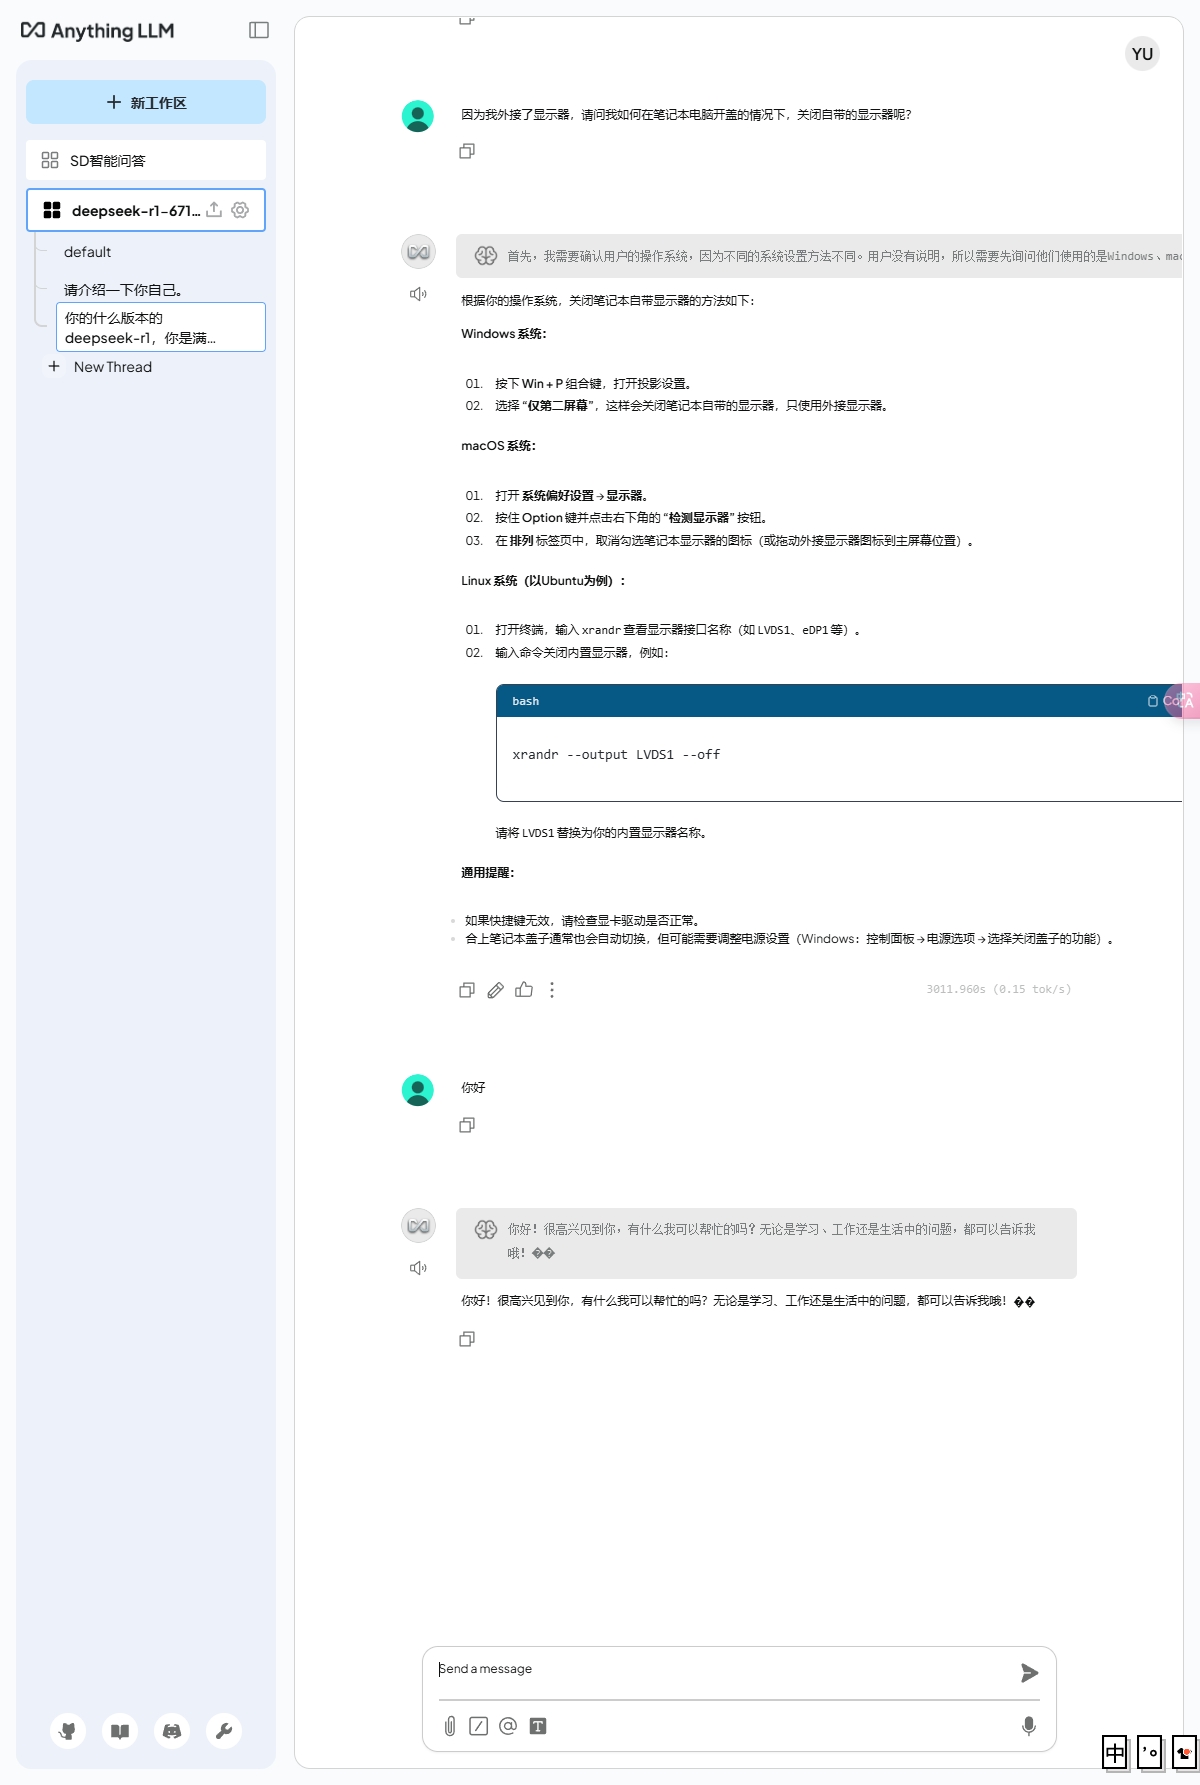 Anything LLM
新工作区
SD智能问答
deepseek-r1-671...
default
请介绍一下你自己。
你的什么版本的
deepseek-r1，你是满...
New Thread
YU
因为我外接了显示器，请问我如何在笔记本电脑开盖的情况下，关闭自带的显示器呢？
首先，我需要确认用户的操作系统，因为不同的系统设置方法不同。用户没有说明，所以需要先询问他们使用的是Windows、mac
根据你的操作系统，关闭笔记本自带显示器的方法如下：
Windows 系统：
01. 按下 Win + P 组合键，打开投影设置。
02. 选择 “仅第二屏幕”，这样会关闭笔记本自带的显示器，只使用外接显示器。
macOS 系统：
01. 打开 系统偏好设置 → 显示器。
02. 按住 Option 键并点击右下角的 “检测显示器” 按钮。
03. 在 排列 标签页中，取消勾选笔记本显示器的图标（或拖动外接显示器图标到主屏幕位置）。
Linux 系统（以Ubuntu为例）：
01. 打开终端，输入 xrandr 查看显示器接口名称（如 LVDS1、eDP1 等）。
02. 输入命令关闭内置显示器，例如：
bash
xrandr --output LVDS1 --off
请将 LVDS1 替换为你的内置显示器名称。
通用提醒：
如果快捷键无效，请检查显卡驱动是否正常。
合上笔记本盖子通常也会自动切换，但可能需要调整电源设置（Windows：控制面板 → 电源选项 → 选择关闭盖子的功能）。
3011.960s (0.15 tok/s)
你好
你好！很高兴见到你，有什么我可以帮忙的吗？无论是学习、工作还是生活中的问题，都可以告诉我
哦！��
你好！很高兴见到你，有什么我可以帮忙的吗？无论是学习、工作还是生活中的问题，都可以告诉我哦！��
Send a message
中